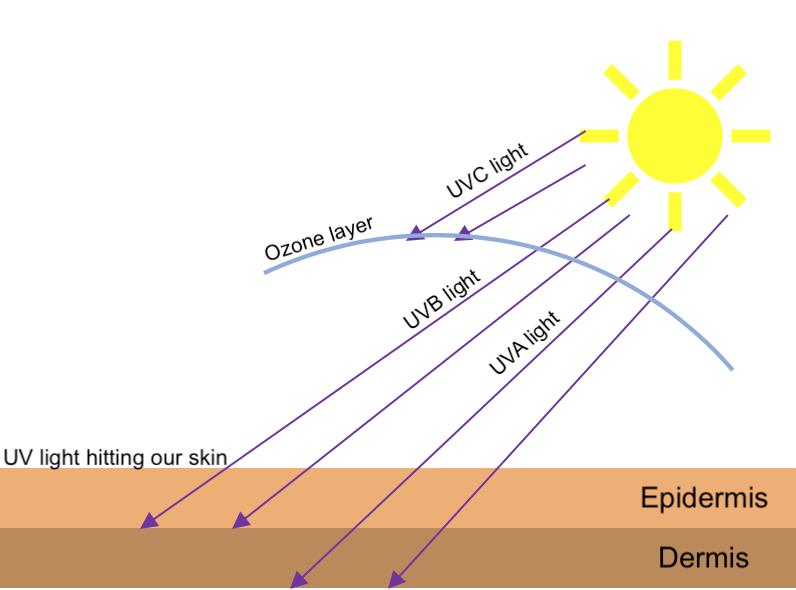 UVC light
Ozone layer
UVB light
UVA light
UV light hitting our skin
Epidermis
Dermis